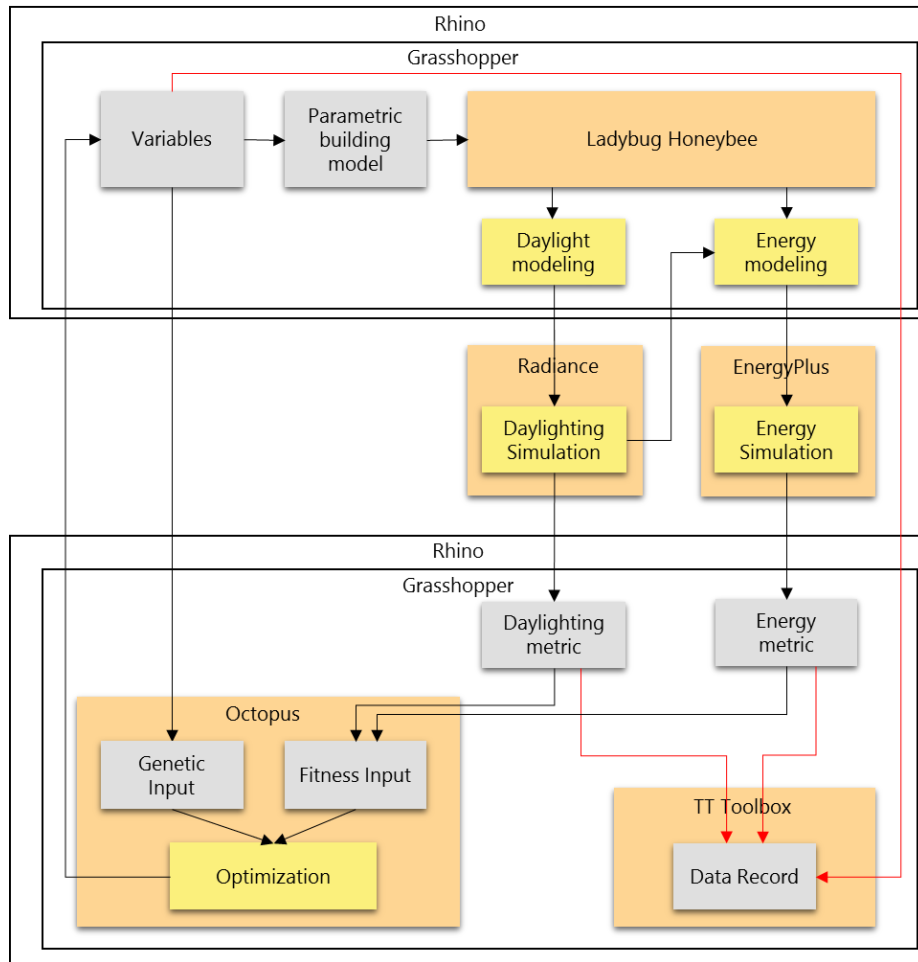 Rhino
Grasshopper
Variables
Parametric
building
model
Ladybug Honeybee
Daylight
modeling
Energy
modeling
Radiance
EnergyPlus
Daylighting
Simulation
Energy
Simulation
Rhino
Grasshopper
Daylighting
metric
Energy
metric
Octopus
Genetic
Input
Fitness Input
TT Toolbox
Optimization
Data Record